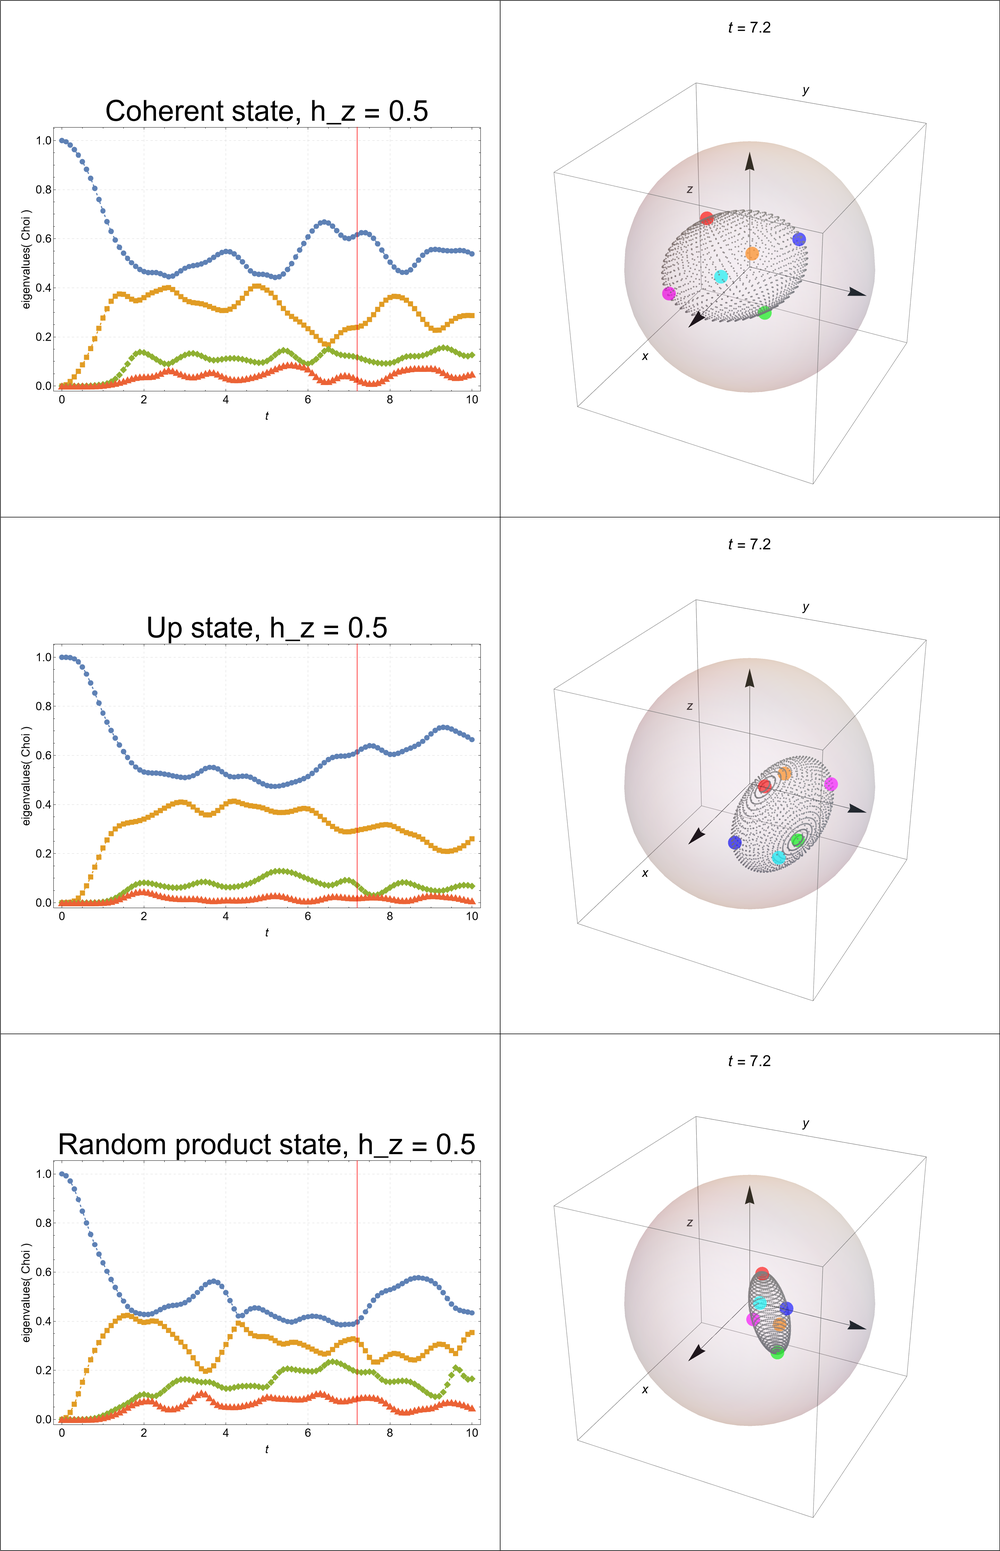 Coherent state, h_z = 0.5
eigenvalues( Choi )
1.0
0.8
0.6
0.4
0.2
0.0
0 2 4 6 8 10
t
t = 7.2
y
z
x
Up state, h_z = 0.5
eigenvalues( Choi )
1.0
0.8
0.6
0.4
0.2
0.0
0 2 4 6 8 10
t
t = 7.2
y
z
x
Random product state, h_z = 0.5
eigenvalues( Choi )
1.0
0.8
0.6
0.4
0.2
0.0
0 2 4 6 8 10
t
t = 7.2
y
z
x